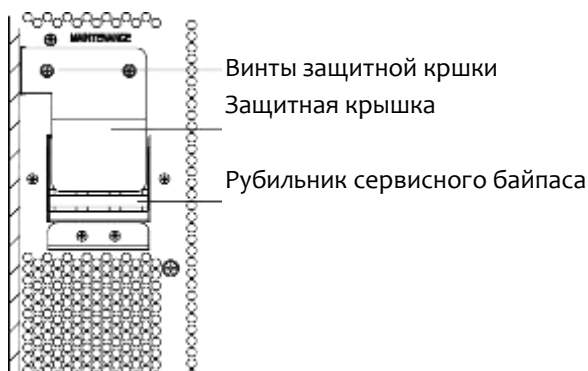 MAINTENANCE
Винты защитной кршки
Защитная крышка
Рубильник сервисного байпаса